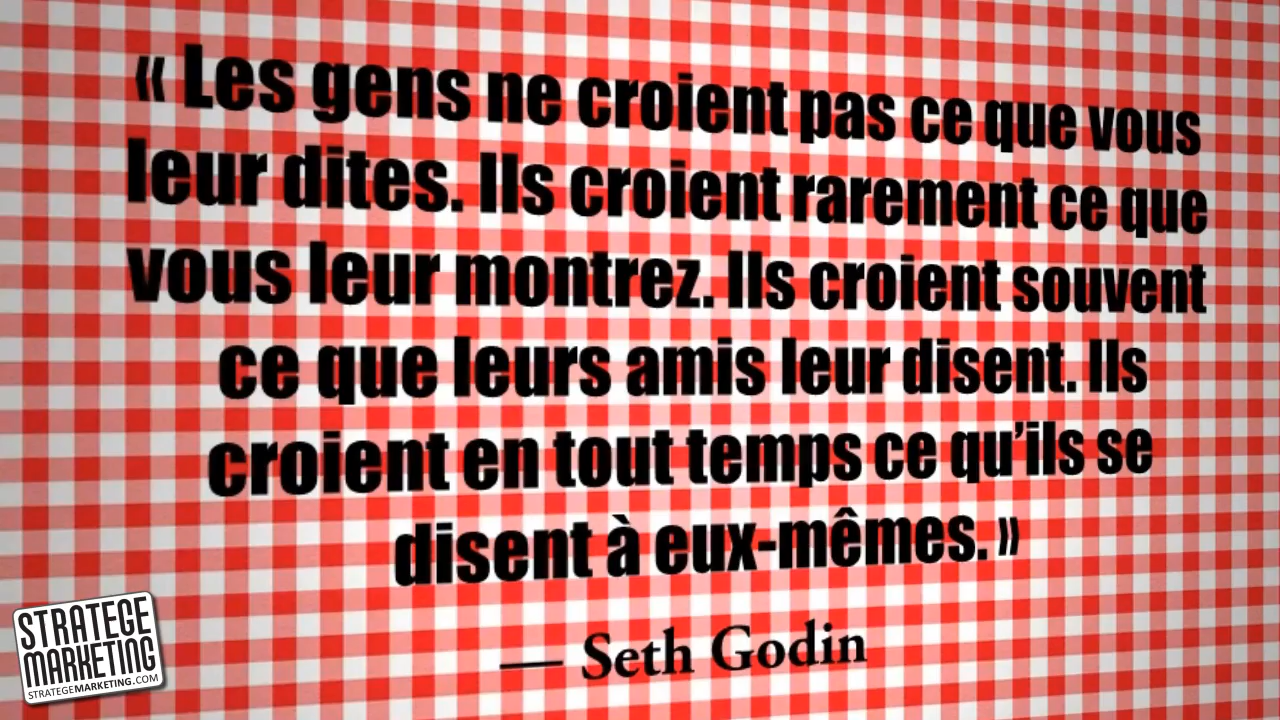 « Les gens ne croient pas ce que vous
leur dites. Ils croient rarement ce que
vous leur montrez. Ils croient souvent
ce que leurs amis leur disent. Ils
croient en tout temps ce qu’ils se
disent à eux-mêmes. »
— Seth Godin
STRATEGE
MARKETING
STRATEGEMARKETING.COM